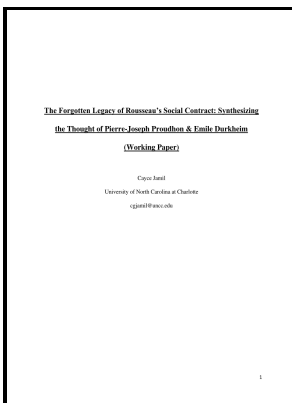 The Forgotten Legacy of Rousseau's Social Contract: Synthesizing
the Thought of Pierre-Joseph Proudhon & Emile Durkheim
(Working Paper)
Cayce Jamil
University of North Carolina at Charlotte
cgjamil@uncc.edu
1